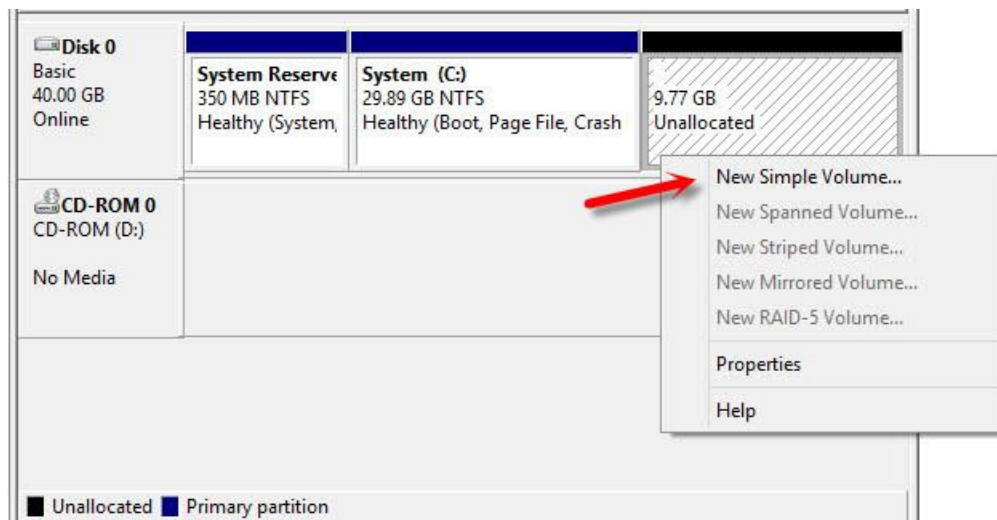 Disk 0
Basic
40.00 GB
Online
System Reserve
350 MB NTFS
Healthy (System,
System (C:)
29.89 GB NTFS
Healthy (Boot, Page File, Crash
9.77 GB
Unallocated
New Simple Volume...
New Spanned Volume...
New Striped Volume...
New Mirrored Volume...
New RAID-5 Volume...
Properties
Help
CD-ROM 0
CD-ROM (D:)
No Media
Unallocated
Primary partition